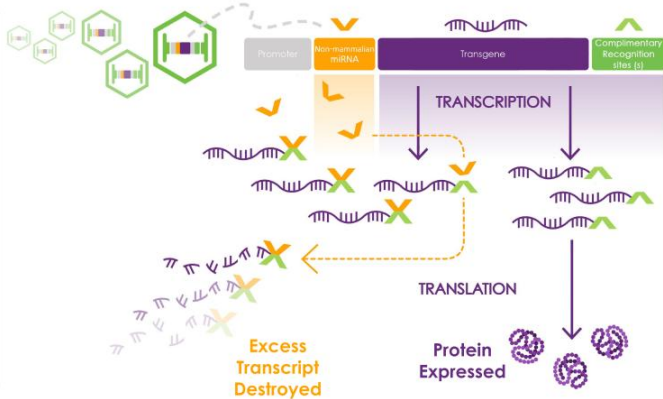 Promoter
Non-mammalian
miRNA
Transgene
Complimentary
Recognition
sites (s)
TRANSCRIPTION
TRANSLATION
Excess
Transcript
Destroyed
Protein
Expressed